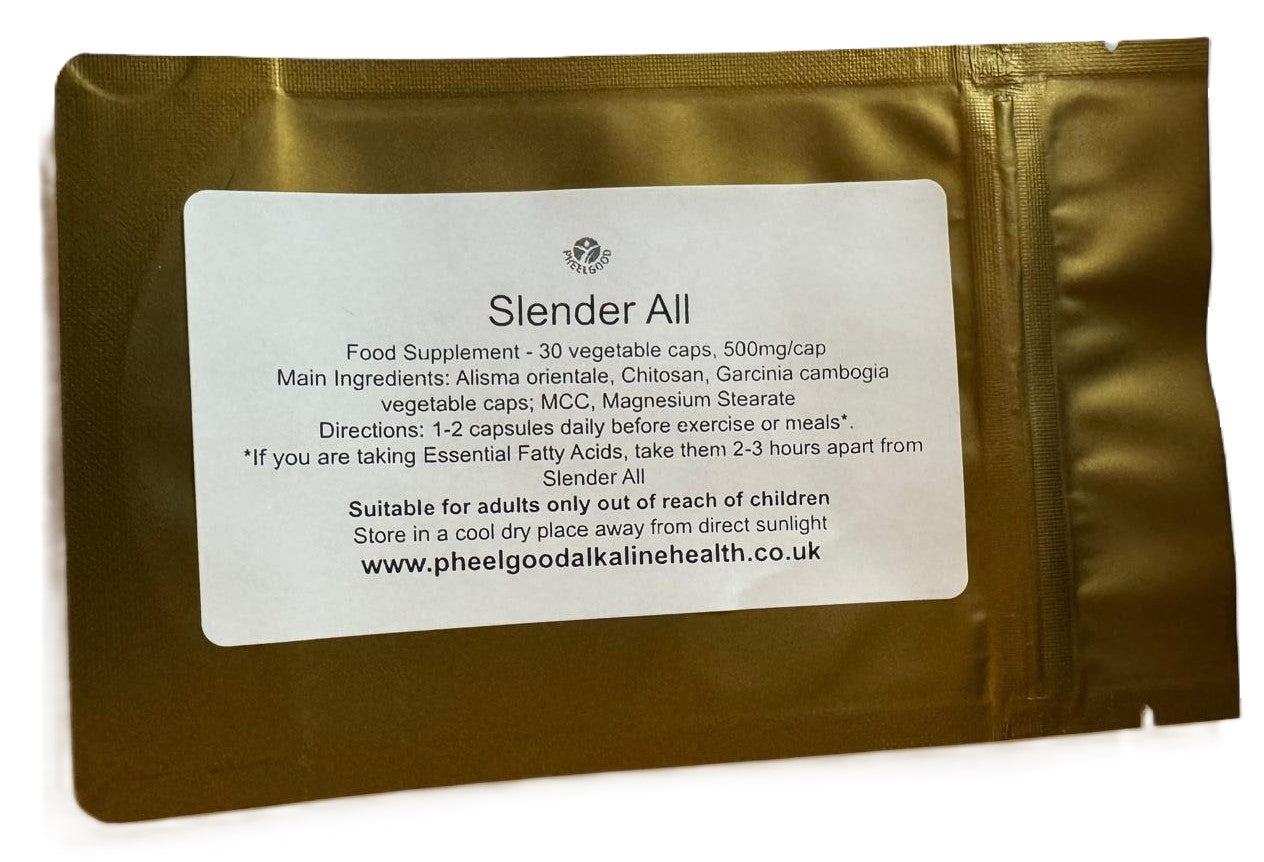 PHEELGOOD
Slender All
Food Supplement - 30 vegetable caps, 500mg/cap
Main Ingredients: Alisma orientale, Chitosan, Garcinia cambogia
vegetable caps; MCC, Magnesium Stearate
Directions: 1-2 capsules daily before exercise or meals*.
*If you are taking Essential Fatty Acids, take them 2-3 hours apart from
Slender All
Suitable for adults only out of reach of children
Store in a cool dry place away from direct sunlight
www.pheelgoodalkalinehealth.co.uk